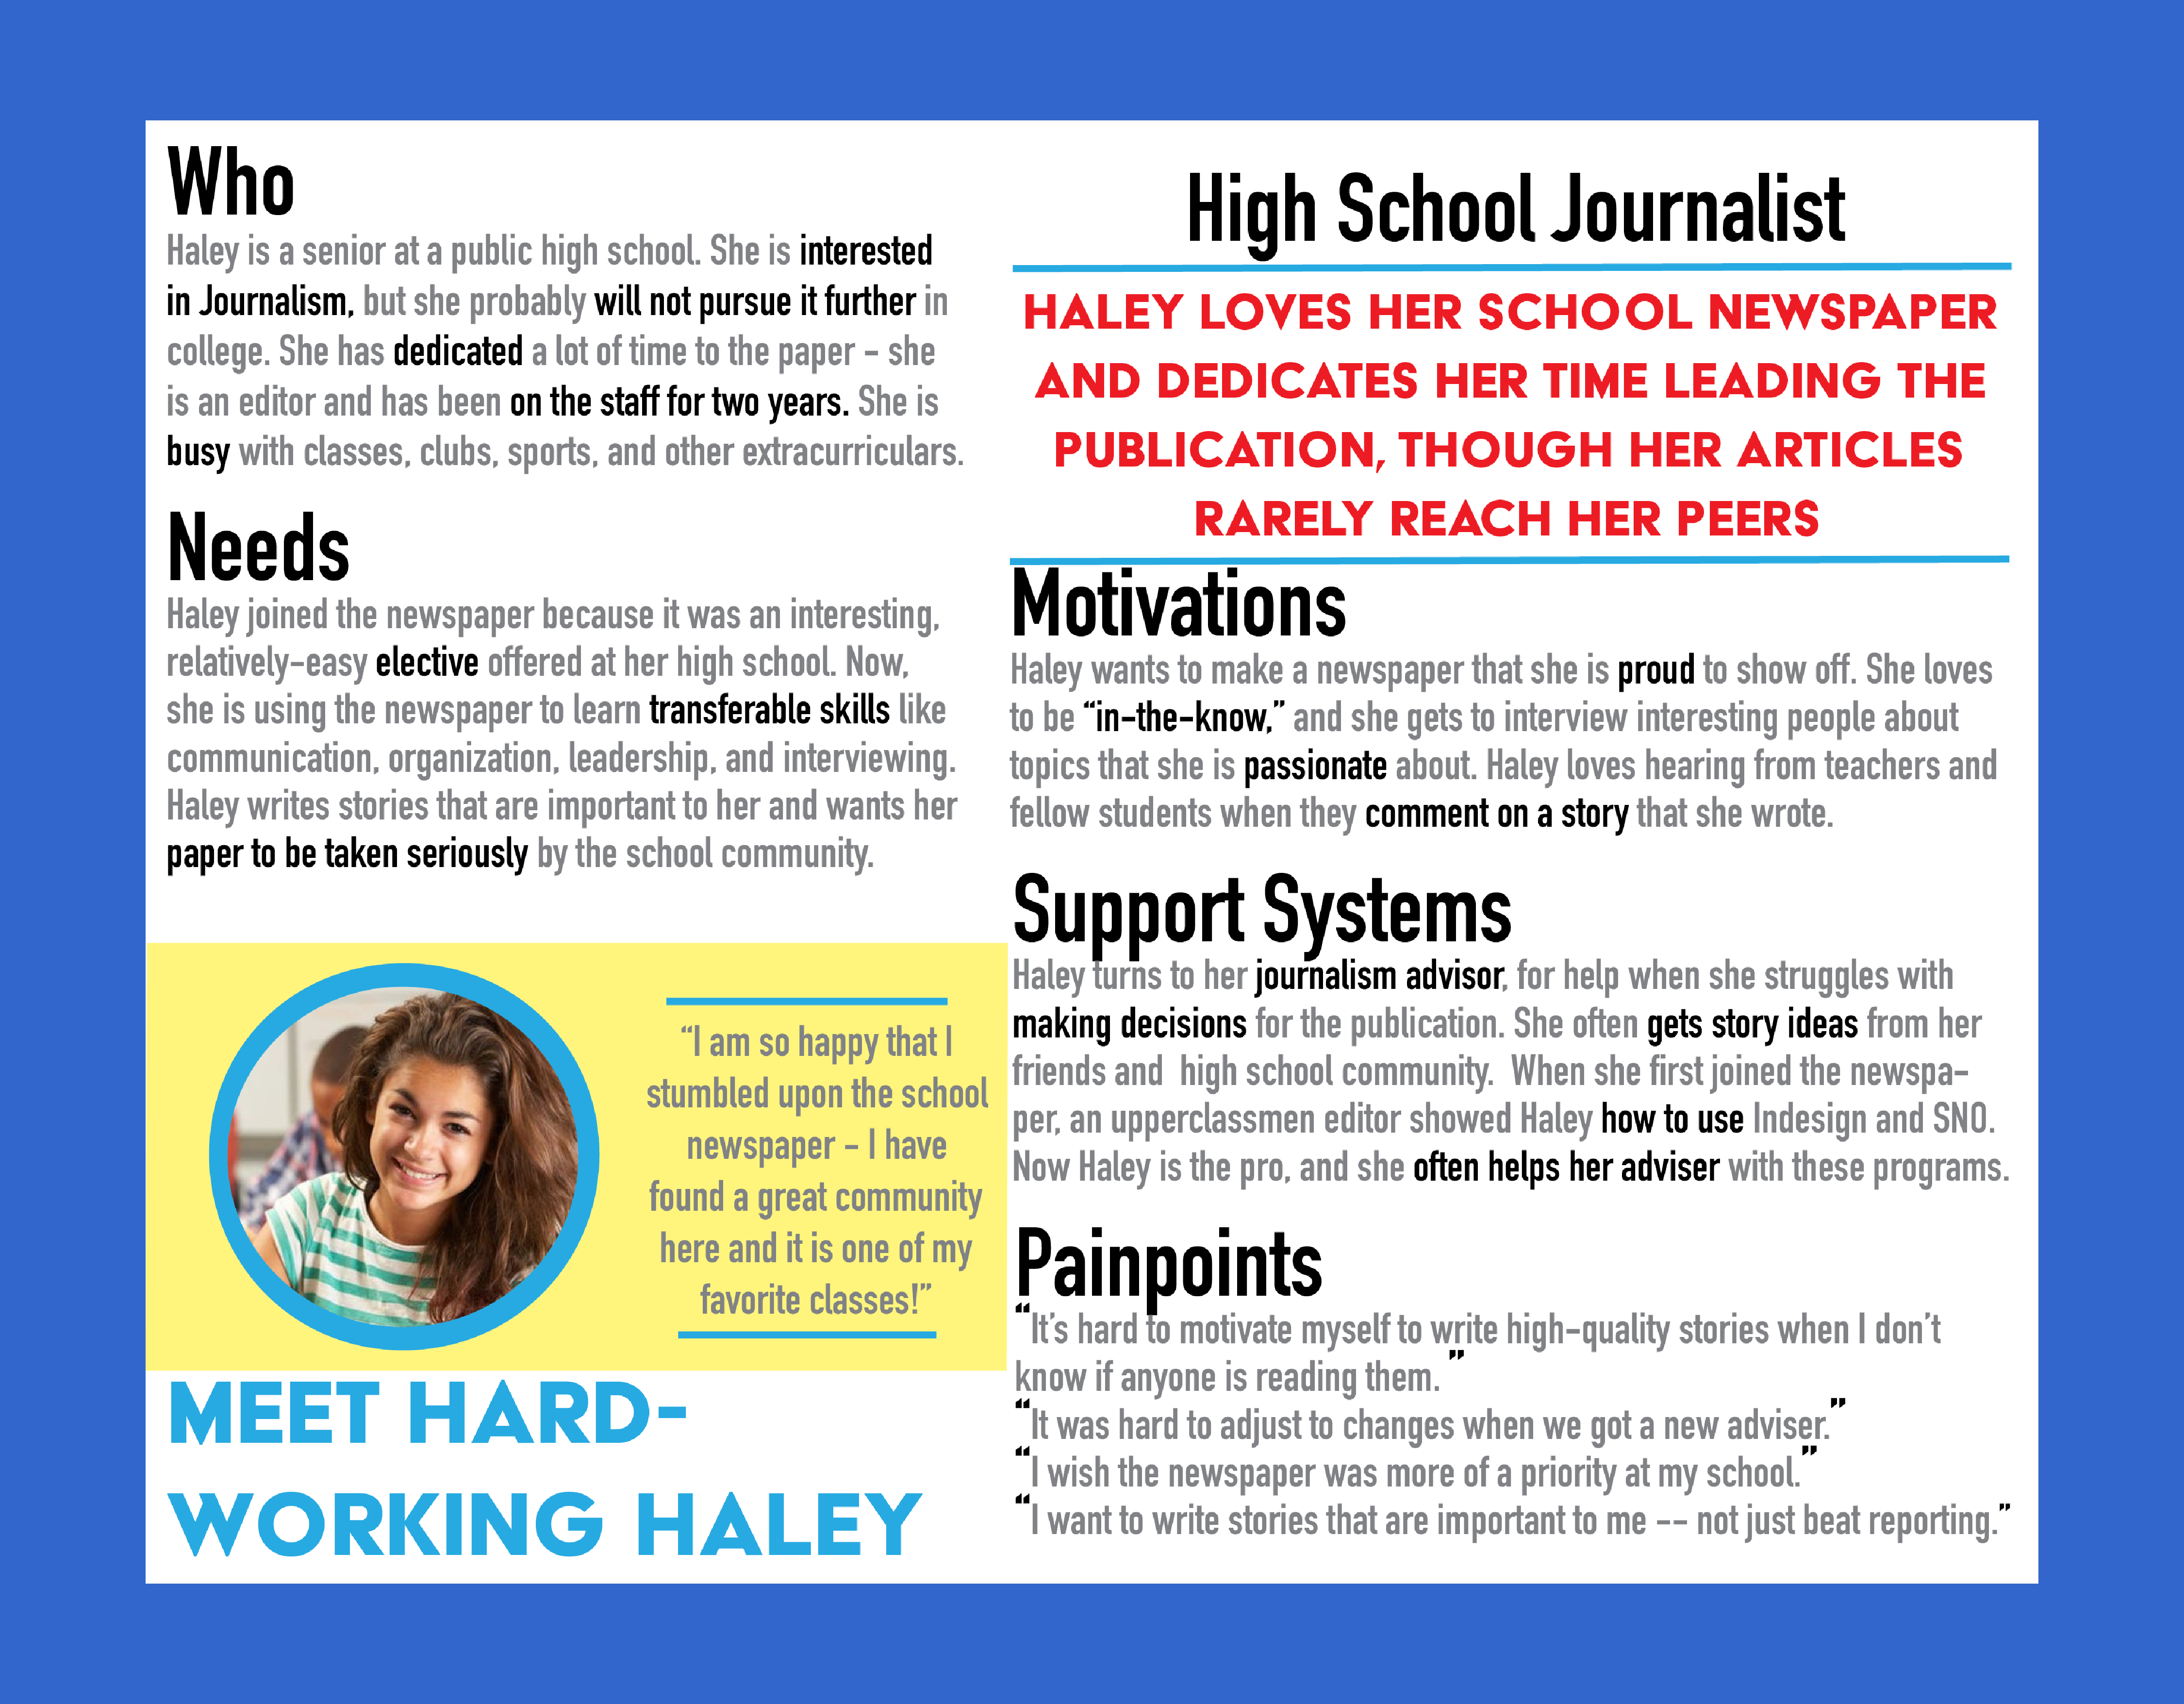 Who
Haley is a senior at a public high school. She is interested
in Journalism, but she probably will not pursue it further in
college. She has dedicated a lot of time to the paper - she
is an editor and has been on the staff for two years. She is
busy with classes, clubs, sports, and other extracurriculars.
Needs
Haley joined the newspaper because it was an interesting,
relatively-easy elective offered at her high school. Now,
she is using the newspaper to learn transferable skills like
communication, organization, leadership, and interviewing.
Haley writes stories that are important to her and wants her
paper to be taken seriously by the school community.
“I am so happy that I
stumbled upon the school
newspaper - I have
found a great community
here and it is one of my
favorite classes!”
MEET HARD-
WORKING HALEY
High School Journalist
HALEY LOVES HER SCHOOL NEWSPAPER
AND DEDICATES HER TIME LEADING THE
PUBLICATION, THOUGH HER ARTICLES
RARELY REACH HER PEERS
Motivations
Haley wants to make a newspaper that she is proud to show off. She loves
to be “in-the-know,” and she gets to interview interesting people about
topics that she is passionate about. Haley loves hearing from teachers and
fellow students when they comment on a story that she wrote.
Support Systems
Haley turns to her journalism advisor, for help when she struggles with
making decisions for the publication. She often gets story ideas from her
friends and high school community. When she first joined the newspa-
per, an upperclassmen editor showed Haley how to use Indesign and SNO.
Now Haley is the pro, and she often helps her adviser with these programs.
Painpoints
“It’s hard to motivate myself to write high-quality stories when I don’t
know if anyone is reading them.”
“It was hard to adjust to changes when we got a new adviser.”
“I wish the newspaper was more of a priority at my school.”
“I want to write stories that are important to me -- not just beat reporting.”